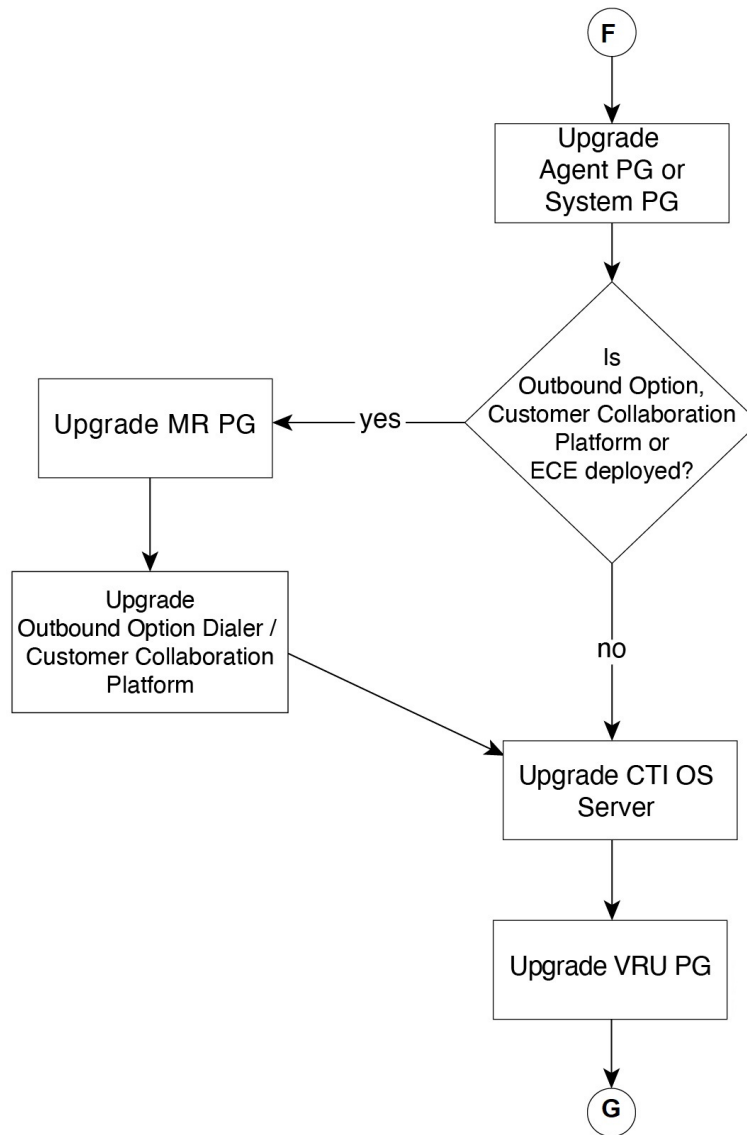 F
Upgrade
Agent PG or
System PG
Is
Outbound Option,
Customer Collaboration
Platform or
ECE deployed?
yes
Upgrade MR PG
Upgrade
Outbound Option Dialer /
Customer Collaboration
Platform
no
Upgrade CTI OS
Server
Upgrade VRU PG
G